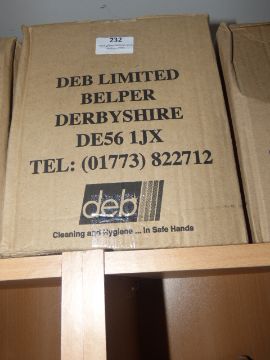 232
DEB LIMITED
BELPER
DERBYSHIRE
DE56 1JX
TEL: (01773) 822712
deb
Cleaning and Hygiene ... In Safe Hands